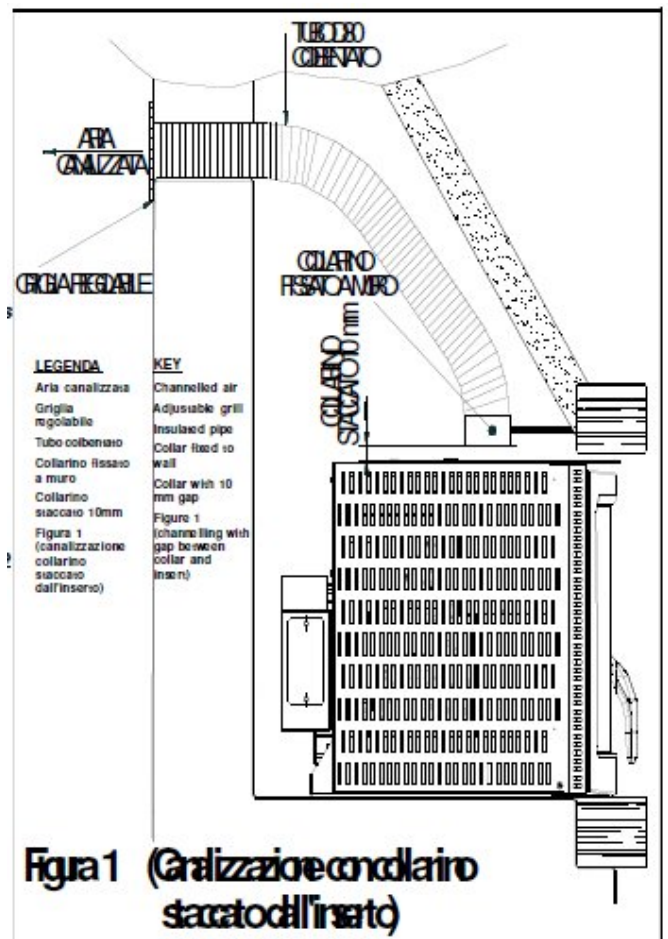 TUBO COIBENTATO
ARIA
CANALIZZATA
GRIGLIA REGOLABILE
COLLARINO
FISSATO A MURO
COLLARINO
STACCATO 10 mm
LEGENDA
Aria canalizzata
Griglia
regolabile
Tubo coibentato
Collarino fissato
a muro
Collarino
staccato 10mm
Figura 1
(canalizzazione
collarino
staccato
dall'inserto)
KEY
Channelled air
Adjustable grill
Insulated pipe
Collar fixed to
wall
Collar with 10
mm gap
Figure 1
(channelling with
gap between
collar and
insert)
Figura 1 (Canalizzazione con collarino
staccato dall'inserto)